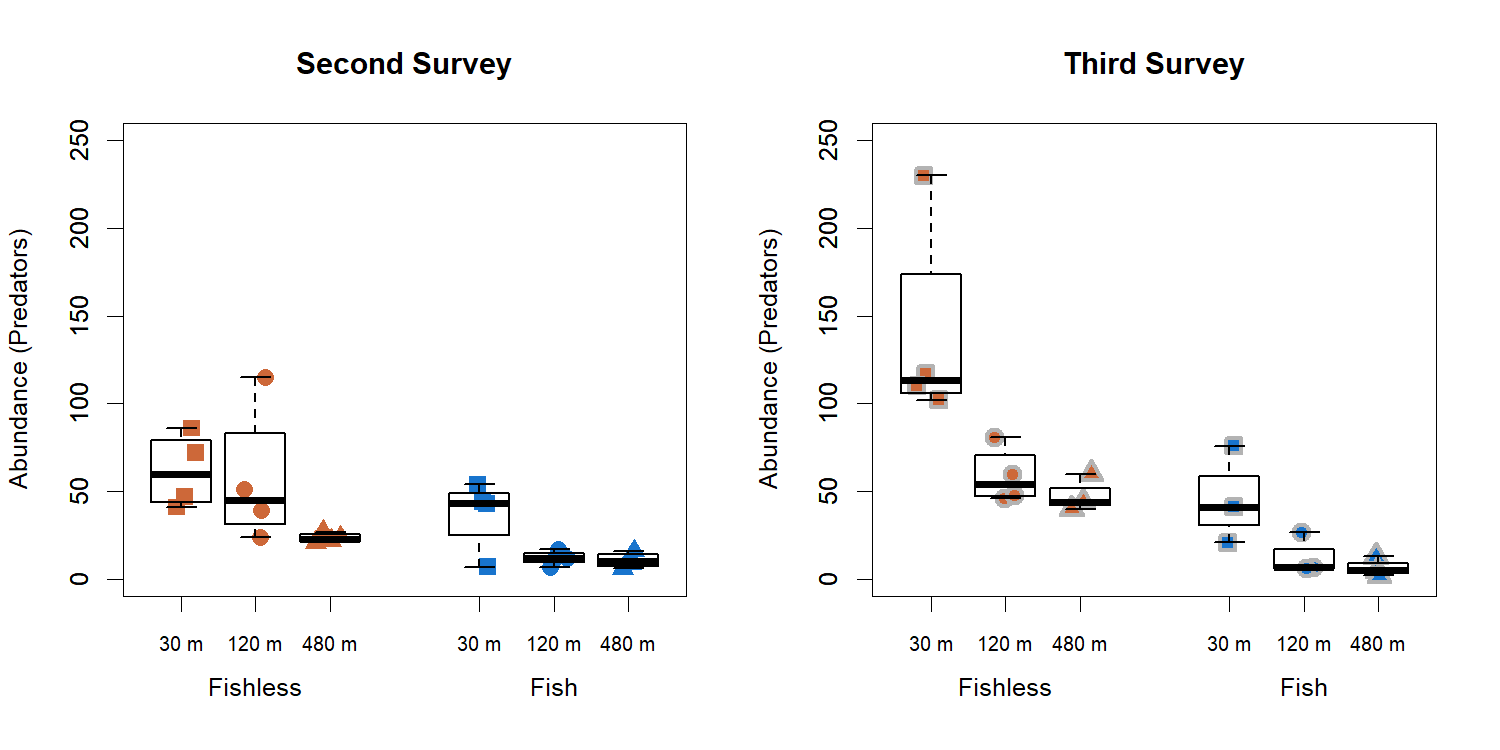 Second Survey
Abundance (Predators)
250
200
150
100
50
0
30 m 120 m 480 m 30 m 120 m 480 m
Fishless Fish
Third Survey
Abundance (Predators)
250
200
150
100
50
0
30 m 120 m 480 m 30 m 120 m 480 m
Fishless Fish